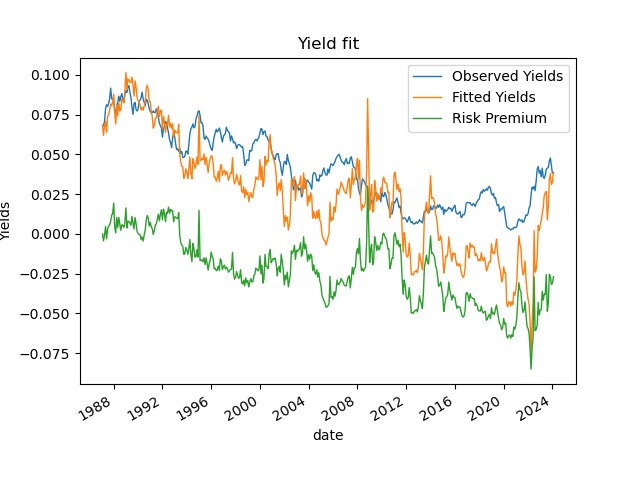 Yield fit
Observed Yields
Fitted Yields
Risk Premium
Yields
0.100
0.075
0.050
0.025
0.000
−0.025
−0.050
−0.075
1988 1992 1996 2000 2004 2008 2012 2016 2020 2024
date